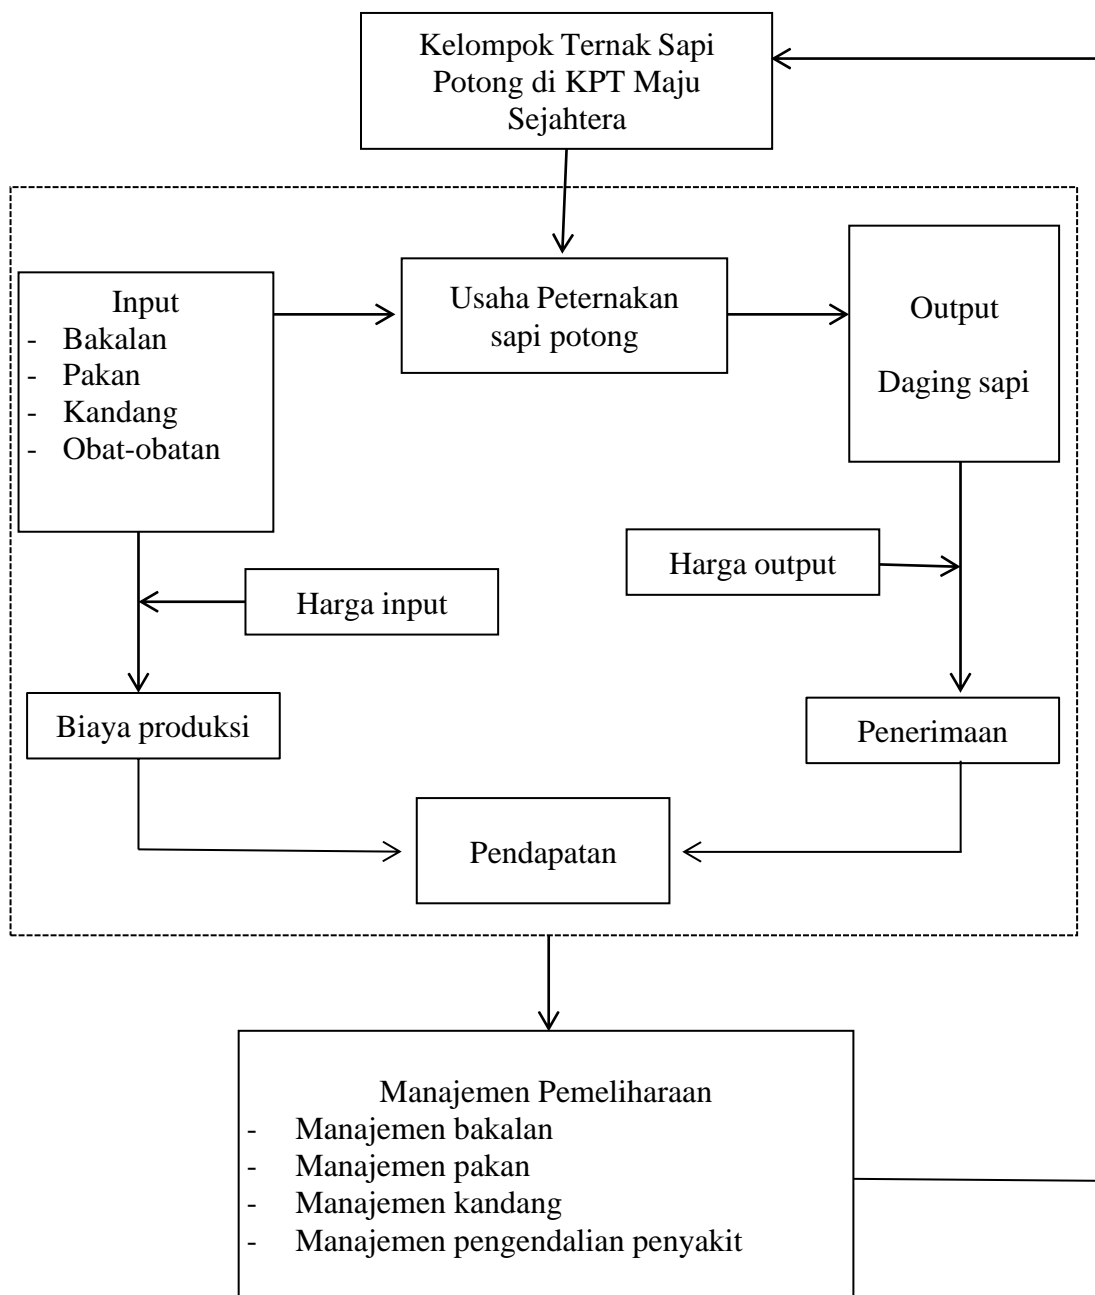 Kelompok Ternak Sapi
Potong di KPT Maju
Sejahtera
Input
- Bakalan
- Pakan
- Kandang
- Obat-obatan
Usaha Peternakan
sapi potong
Output
Daging sapi
Harga input
Harga output
Biaya produksi
Penerimaan
Pendapatan
Manajemen Pemeliharaan
- Manajemen bakalan
- Manajemen pakan
- Manajemen kandang
- Manajemen pengendalian penyakit